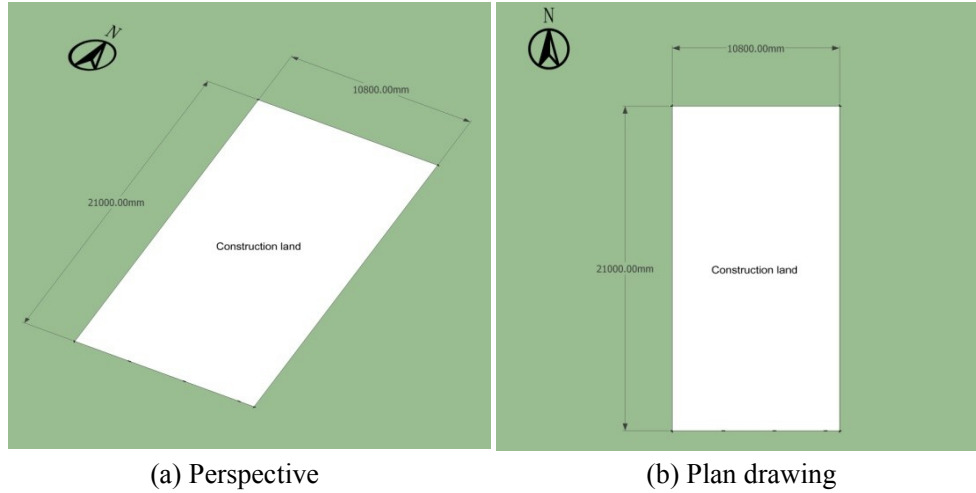 N
10800.00mm
21000.00mm
Construction land
(a) Perspective
N
10800.00mm
21000.00mm
Construction land
(b) Plan drawing